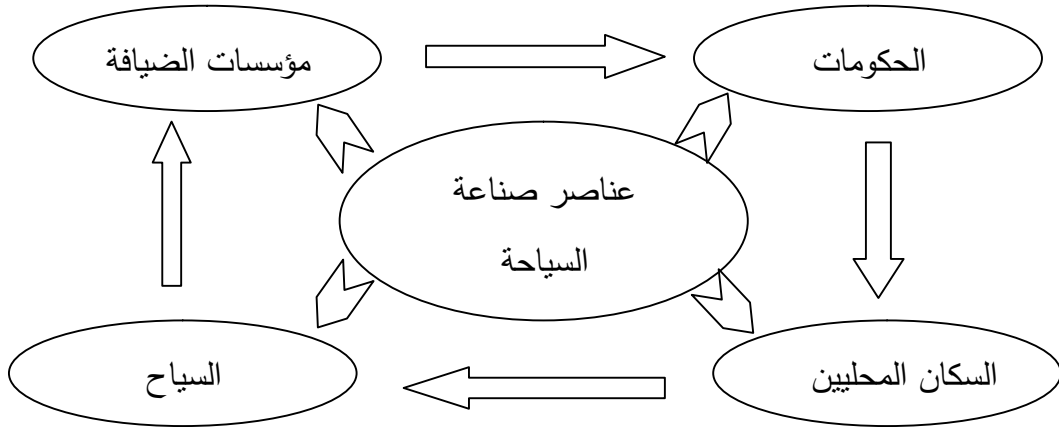 الحكومات
مؤسسات الضيافة
عناصر صناعة
السياحة
السكان المحليين
السياح